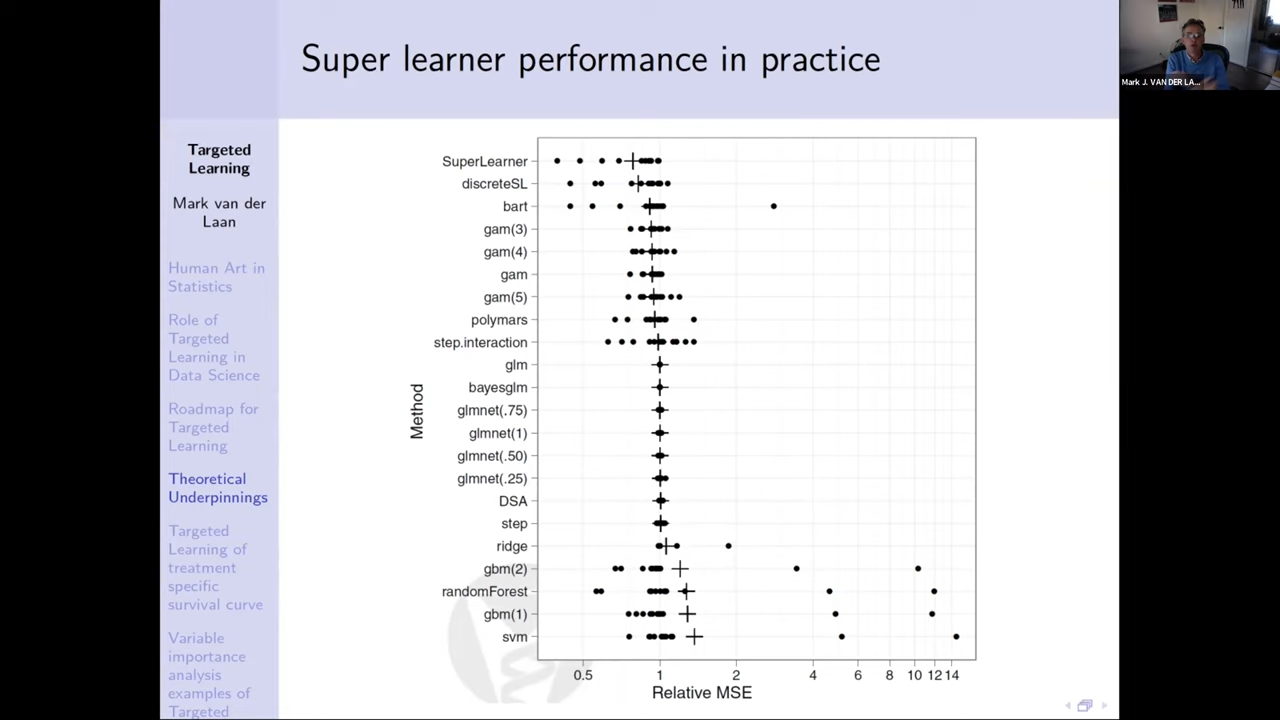 Super learner performance in practice
Mark J. VAN DER LA...
Targeted
Learning
Mark van der
Laan
Human Art in
Statistics
Role of
Targeted
Learning in
Data Science
Roadmap for
Targeted
Learning
Theoretical
Underpinnings
Targeted
Learning of
treatment
specific
survival curve
Variable
importance
analysis
examples of
Targeted
Method
SuperLearner
discreteSL
bart
gam(3)
gam(4)
gam
gam(5)
polymars
step.interaction
glm
bayesglm
glmnet(.75)
glmnet(1)
glmnet(.50)
glmnet(.25)
DSA
step
ridge
gbm(2)
randomForest
gbm(1)
svm
0.5 1 2 4 6 8 10 12 14
Relative MSE